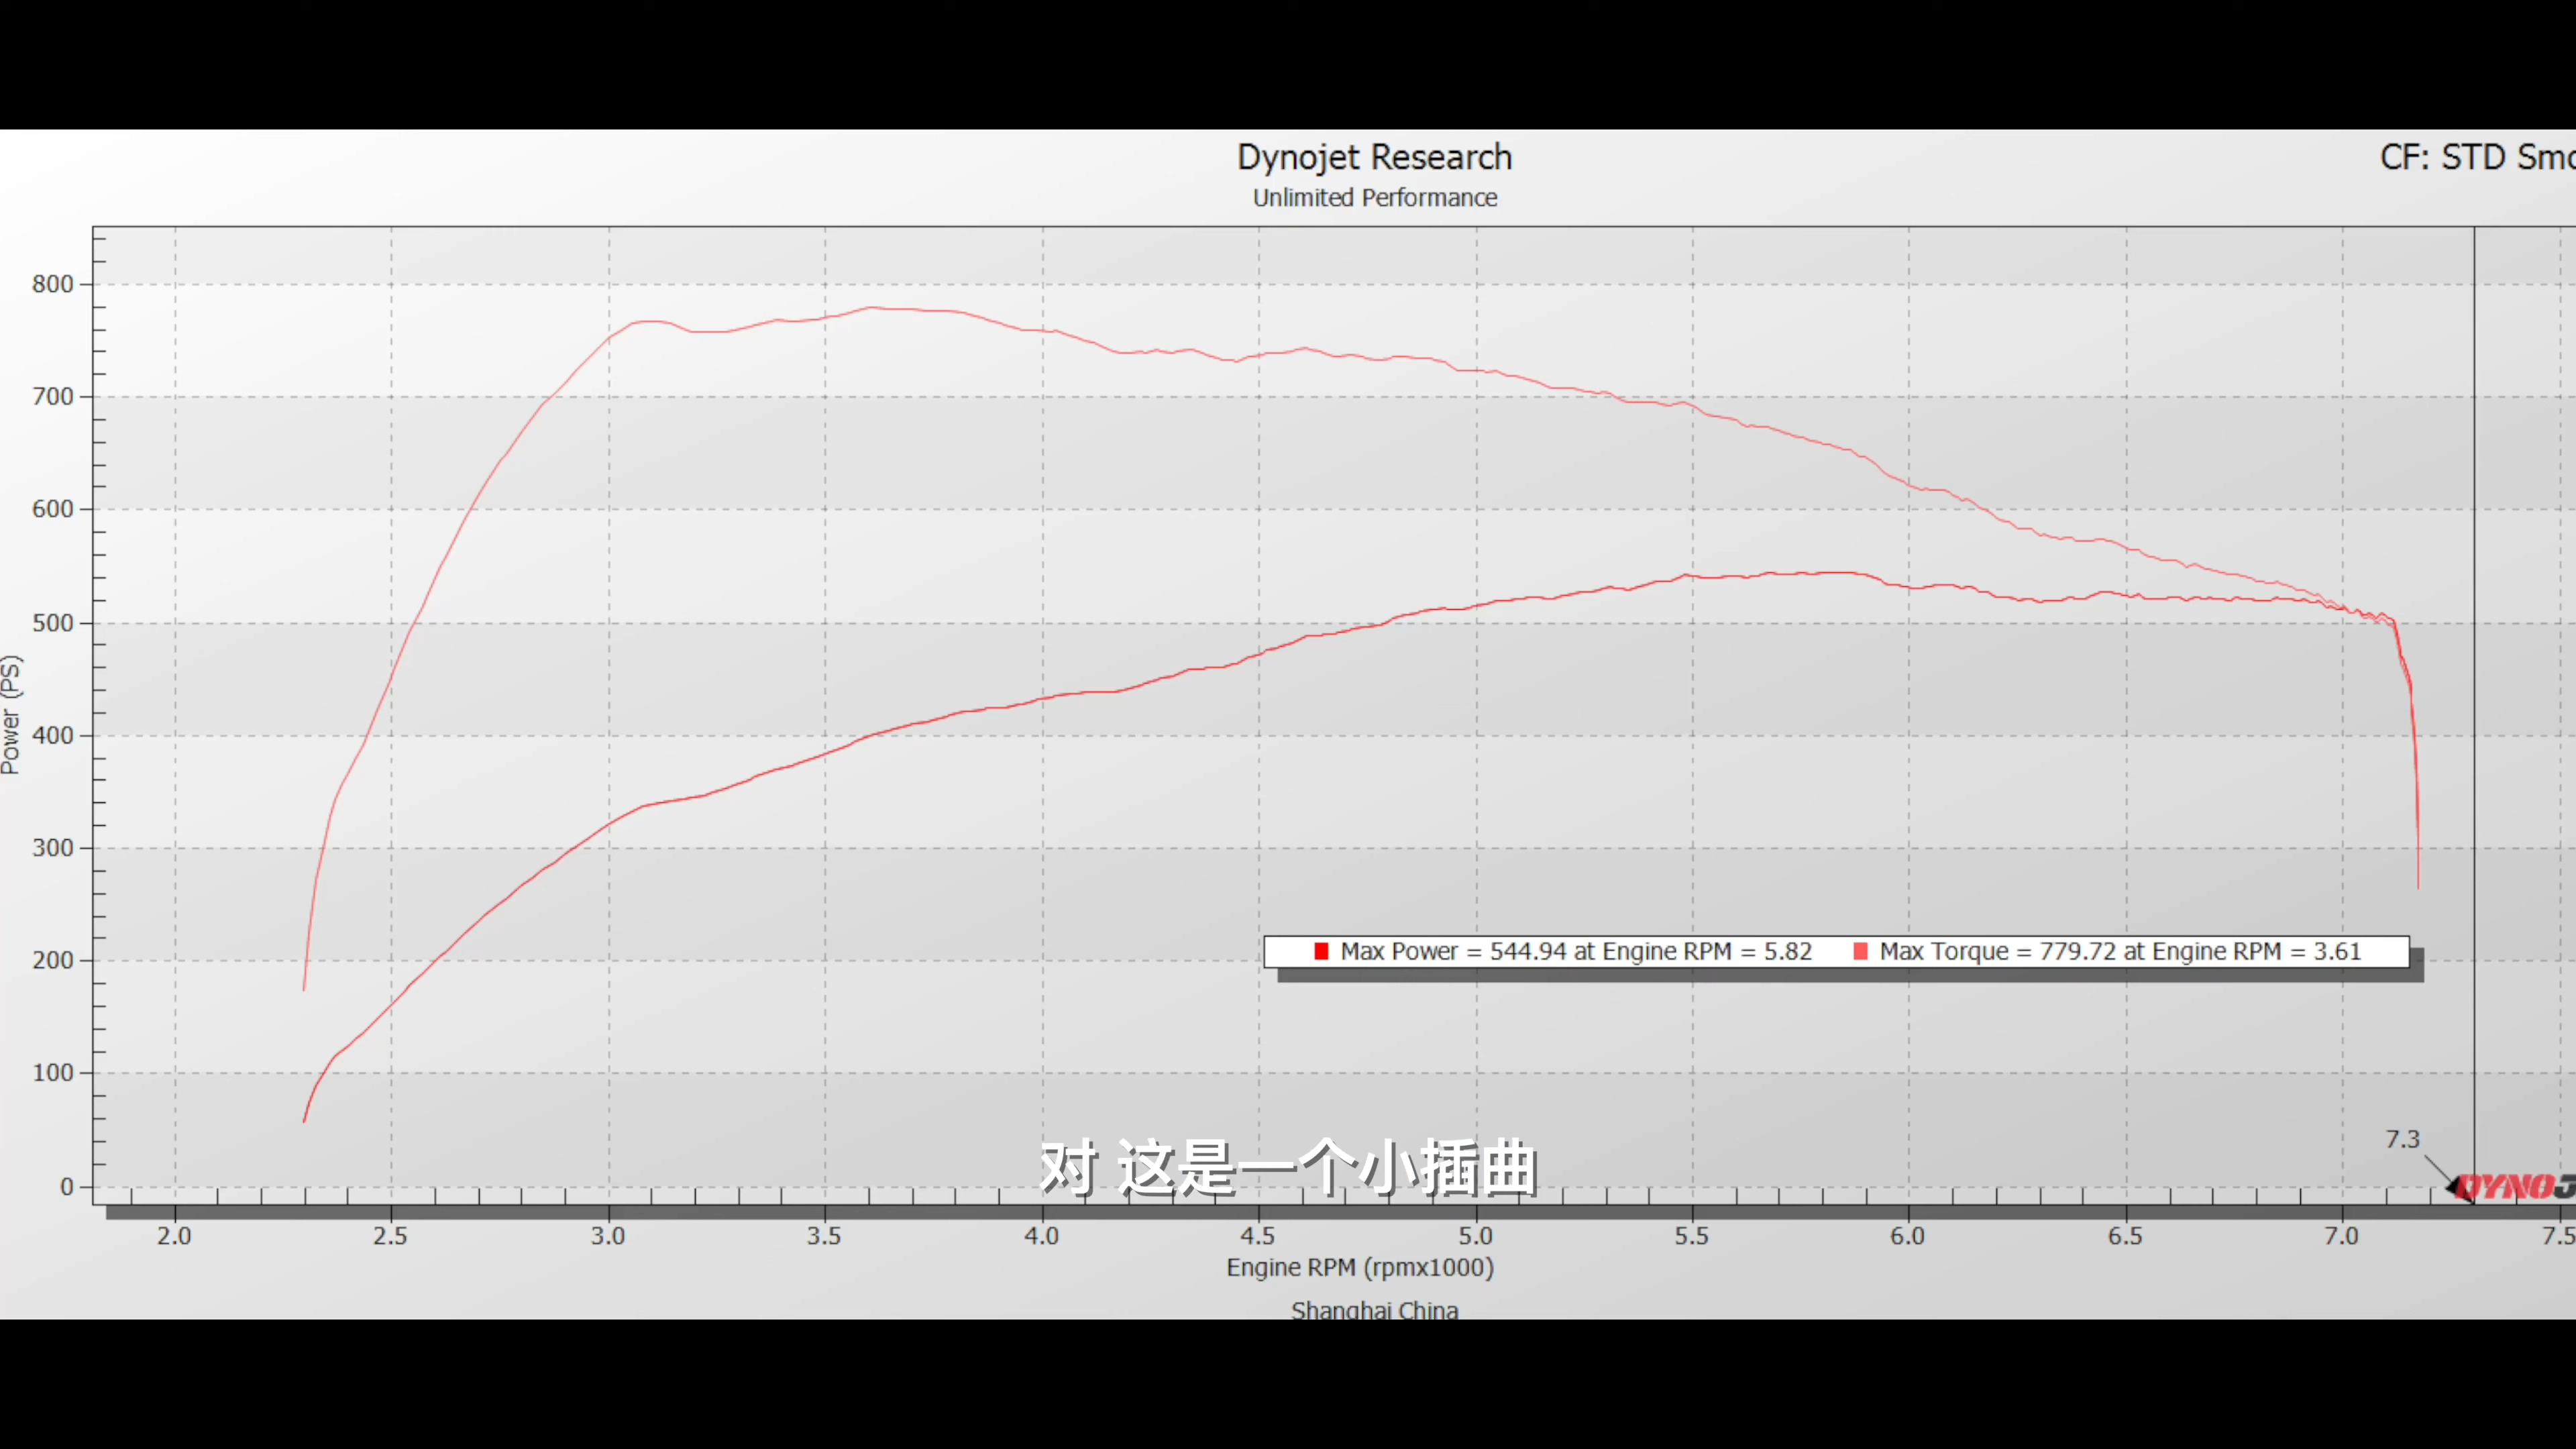 Dynojet Research
CF: STD Smo
Unlimited Performance
800
700
600
500
400
300
200
100
0
Power (PS)
Max Power = 544.94 at Engine RPM = 5.82
Max Torque = 779.72 at Engine RPM = 3.61
7.3
对 这是一个小插曲
DYNO
2.0 2.5 3.0 3.5 4.0 4.5 5.0 5.5 6.0 6.5 7.0 7.5
Engine RPM (rpmx1000)
Shanghai China